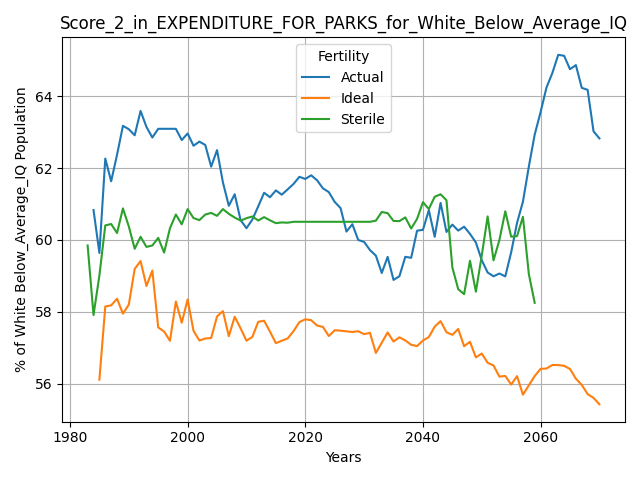 Score_2_in_EXPENDITURE_FOR_PARKS_for_White_Below_Average_IQ
Fertility
Actual
Ideal
Sterile
% of White Below_Average_IQ Population
64
62
60
58
56
1980
2000
2020
2040
2060
Years